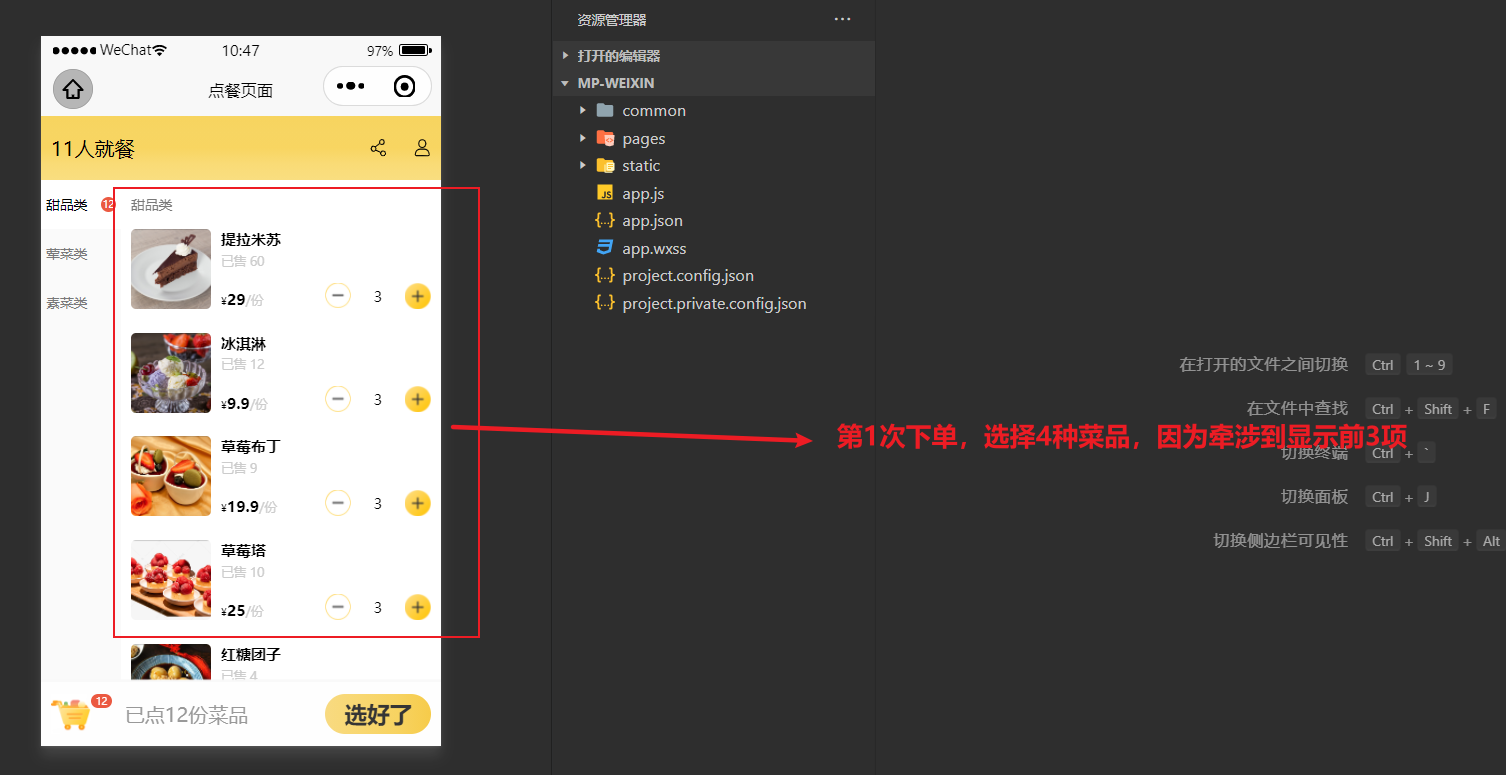 WeChat 10:47 97%
点餐页面
11人就餐
甜品类 12
荤菜类
素菜类
甜品类
提拉米苏
已售 60
¥29/份 3
冰淇淋
已售 12
¥9.9/份 3
草莓布丁
已售 9
¥19.9/份 3
草莓塔
已售 10
¥25/份 3
红糖团子
已售 4
12 已点12份菜品 选好了
资源管理器 ···
打开的编辑器
MP-WEIXIN
common
pages
static
JS app.js
{..} app.json
app.wxss
{..} project.config.json
{..} project.private.config.json
在打开的文件之间切换 Ctrl 1 ~ 9
在文件中查找 Ctrl + Shift + F
第1次下单，选择4种菜品，因为牵涉到显示前3项
切换终端 Ctrl + `
切换面板 Ctrl + J
切换侧边栏可见性 Ctrl + Shift + Alt